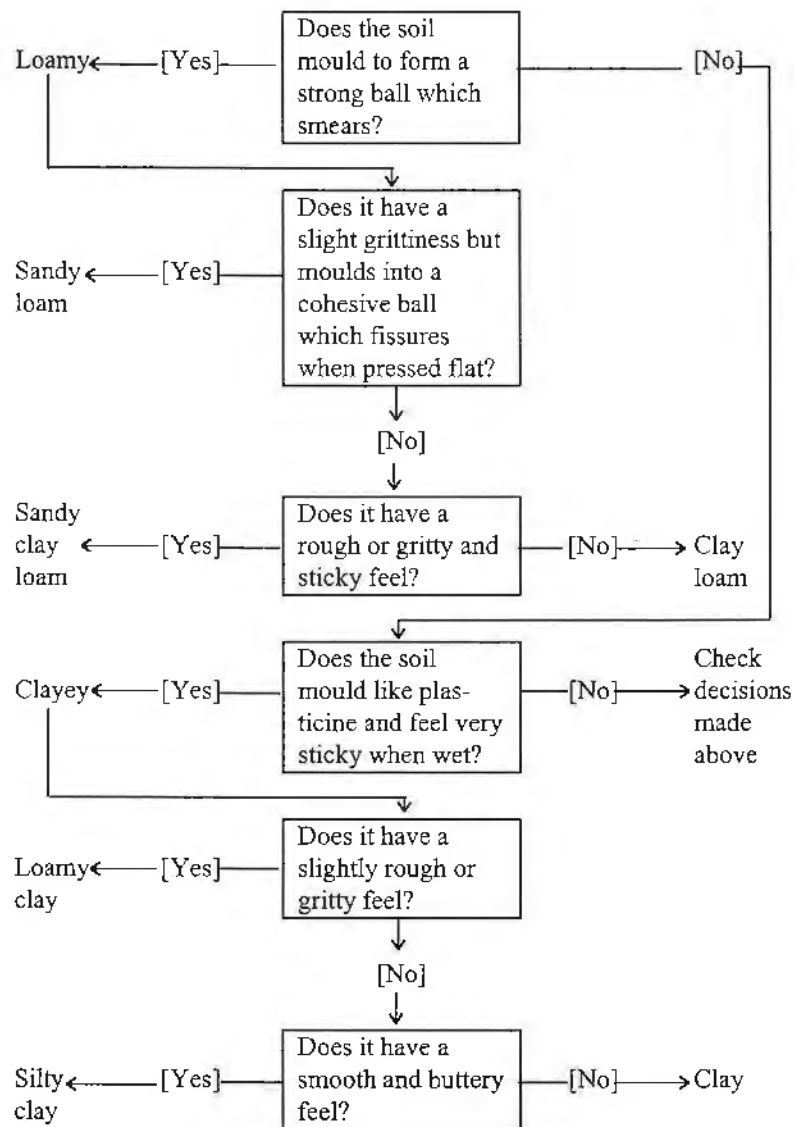 Does the soil
mould to form a
strong ball which
smears?
Loamy
[Yes]
[No]
Does it have a
slight grittiness but
moulds into a
cohesive ball
which fissures
when pressed flat?
Sandy
loam
[Yes]
[No]
Does it have a
rough or gritty and
sticky feel?
Sandy
clay
loam
[Yes]
[No]
Clay
loam
Does the soil
mould like plas-
ticine and feel very
sticky when wet?
Clayey
[Yes]
[No]
Check
decisions
made
above
Does it have a
slightly rough or
gritty feel?
Loamy
clay
[Yes]
[No]
Does it have a
smooth and buttery
feel?
Silty
clay
[Yes]
[No]
Clay